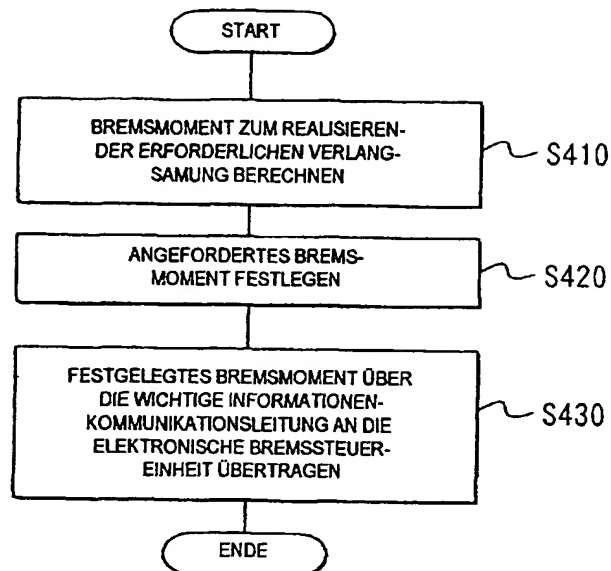 START
BREMSMOMENT ZUM REALISIEREN-
DER ERFORDERLICHEN VERLANG-
SAMUNG BERECHNEN
S410
ANGEFORDERTES BREMS-
MOMENT FESTLEGEN
S420
FESTGELEGTES BREMSMOMENT ÜBER
DIE WICHTIGE INFORMATIONEN-
KOMMUNIKATIONSLEITUNG AN DIE
ELEKTRONISCHE BREMSSTEUER-
EINHEIT ÜBERTRAGEN
S430
ENDE